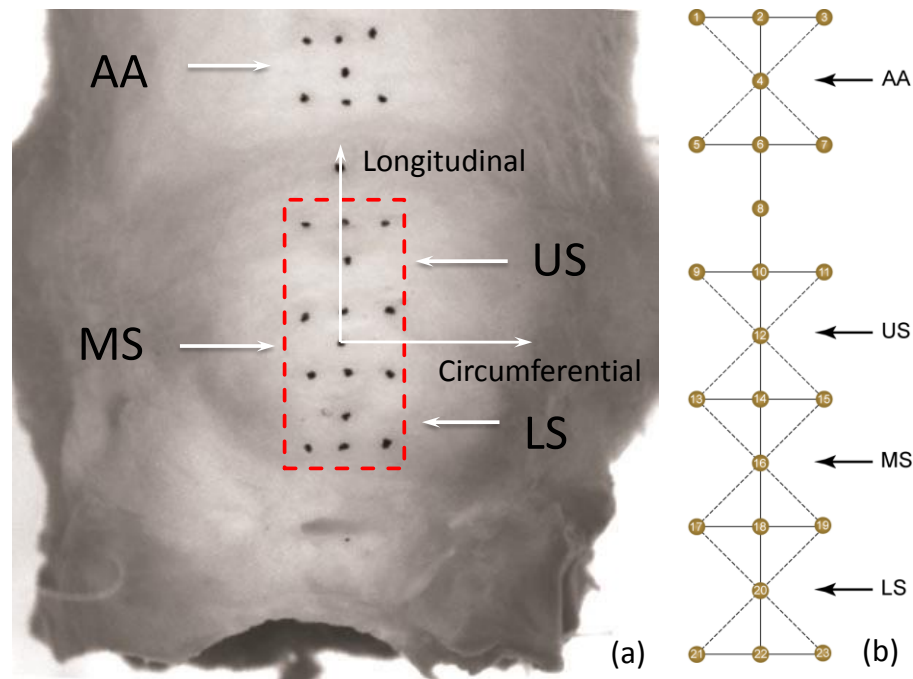 AA
Longitudinal
US
MS
Circumferential
LS
(a)
1 2 3
4
AA
5 6 7
8
9 10 11
12
US
13 14 15
16
MS
17 18 19
20
LS
21 22 23
(b)